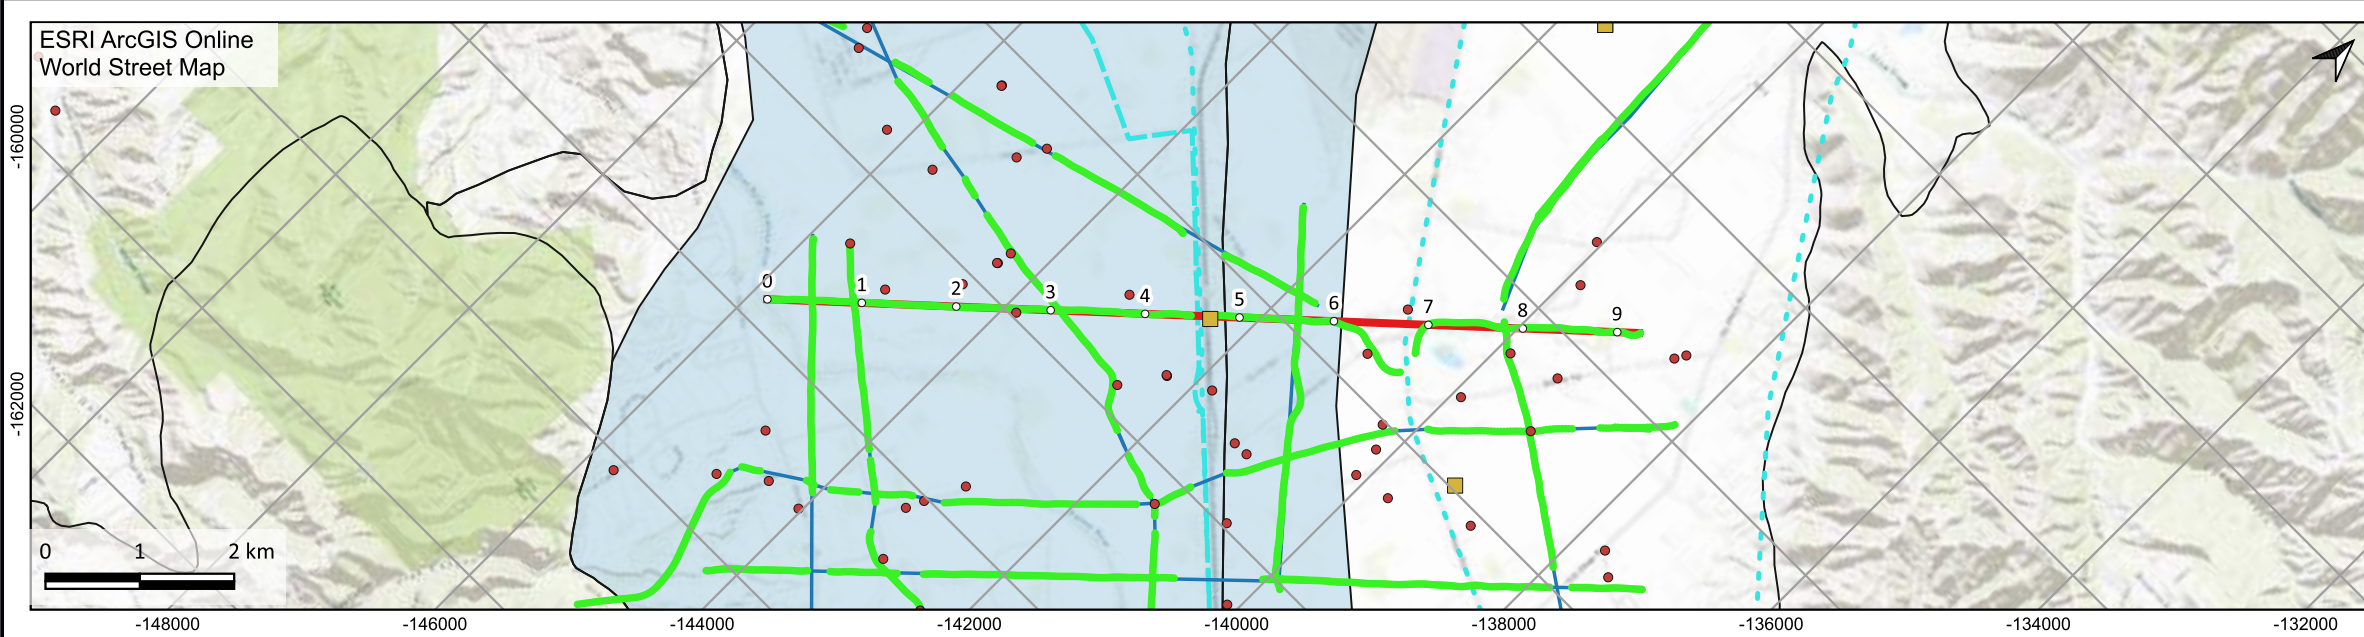 ESRI ArcGIS Online
World Street Map
-160000
-162000
0 1 2 3 4 5 6 7 8 9
0 1 2 km
-148000 -146000 -144000 -142000 -140000 -138000 -136000 -134000 -132000